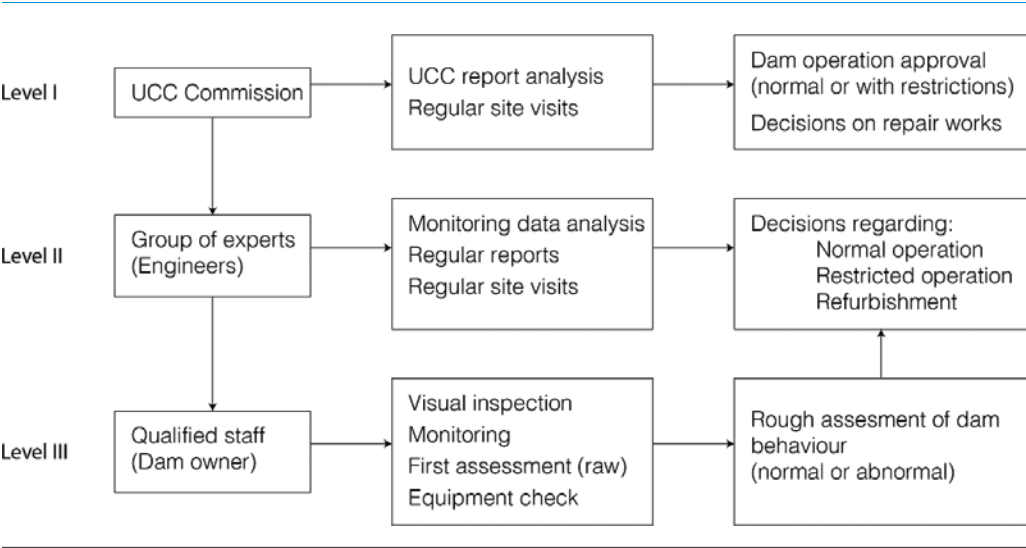 Level I
UCC Commission
UCC report analysis
Regular site visits
Dam operation approval
(normal or with restrictions)
Decisions on repair works
Level II
Group of experts
(Engineers)
Monitoring data analysis
Regular reports
Regular site visits
Decisions regarding:
Normal operation
Restricted operation
Refurbishment
Level III
Qualified staff
(Dam owner)
Visual inspection
Monitoring
First assessment (raw)
Equipment check
Rough assesment of dam
behaviour
(normal or abnormal)